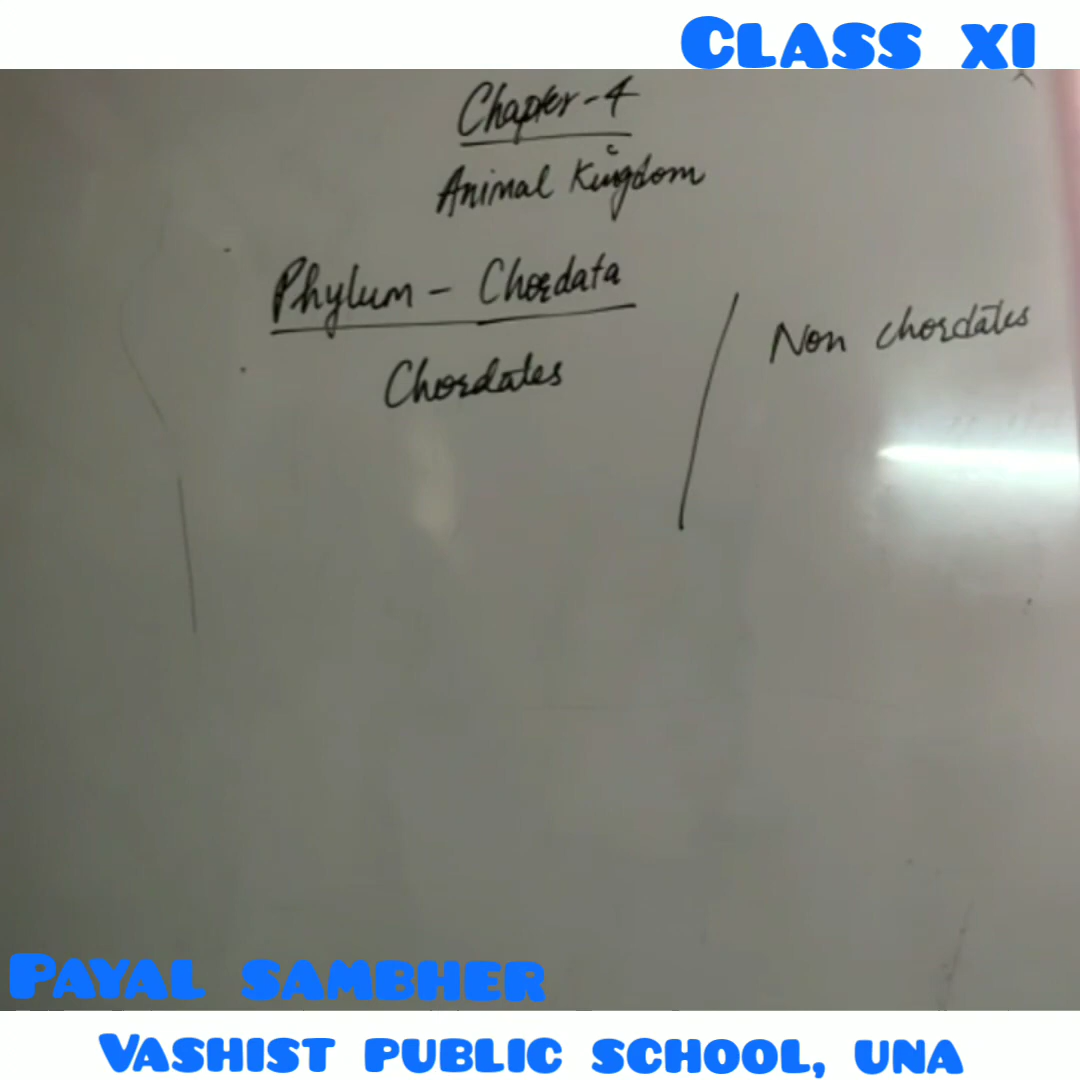 CLASS XI
Chapter-4
Animal Kingdom
Phylum - Chordata
Chordates / Non chordates
PAYAL SAMBHER
VASHIST PUBLIC SCHOOL, UNA